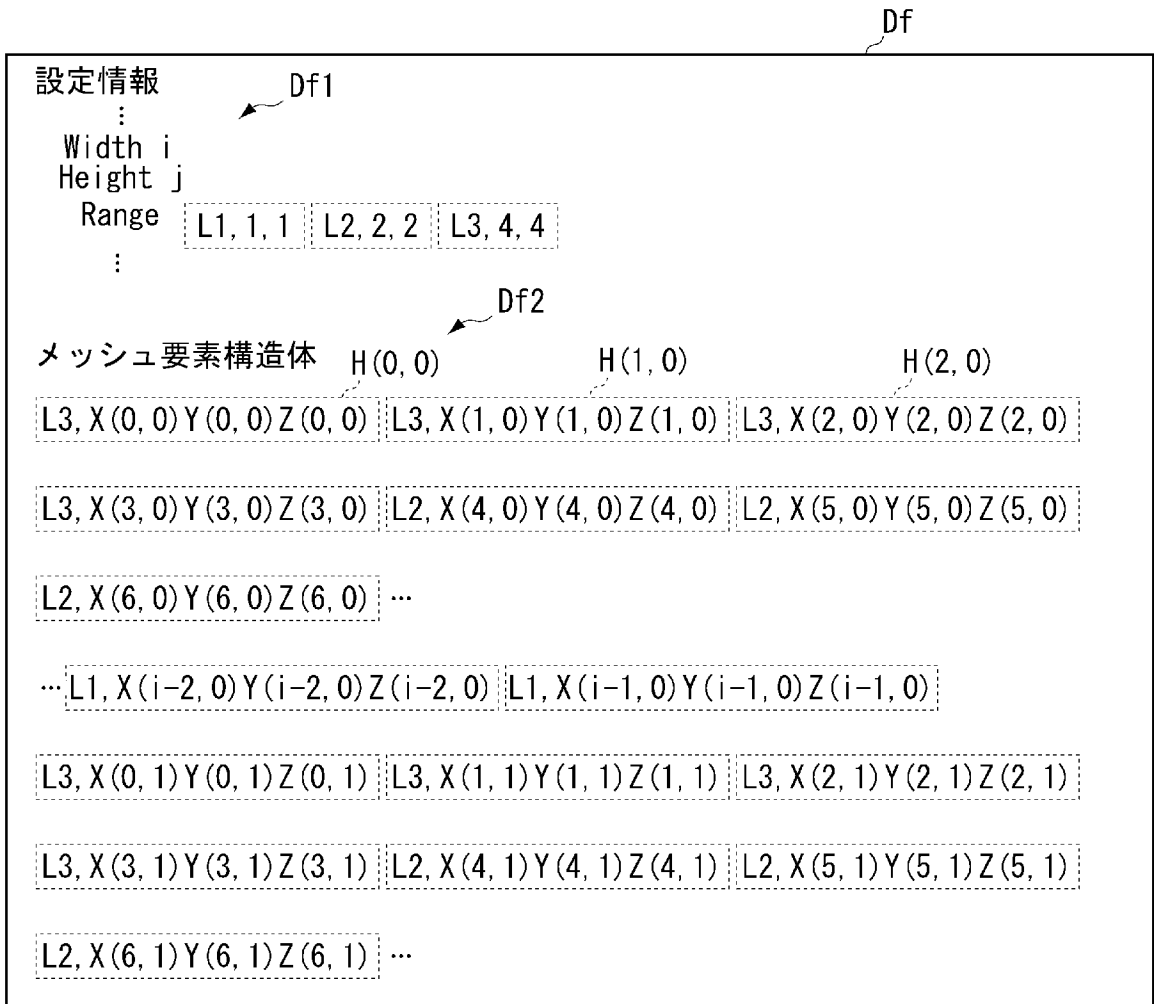 Df
設定情報 Df1
⋮
Width i
Height j
Range L1,1,1 L2,2,2 L3,4,4
⋮
Df2
メッシュ要素構造体 H(0,0) H(1,0) H(2,0)
L3,X(0,0)Y(0,0)Z(0,0) L3,X(1,0)Y(1,0)Z(1,0) L3,X(2,0)Y(2,0)Z(2,0)
L3,X(3,0)Y(3,0)Z(3,0) L2,X(4,0)Y(4,0)Z(4,0) L2,X(5,0)Y(5,0)Z(5,0)
L2,X(6,0)Y(6,0)Z(6,0) …
…L1,X(i-2,0)Y(i-2,0)Z(i-2,0) L1,X(i-1,0)Y(i-1,0)Z(i-1,0)
L3,X(0,1)Y(0,1)Z(0,1) L3,X(1,1)Y(1,1)Z(1,1) L3,X(2,1)Y(2,1)Z(2,1)
L3,X(3,1)Y(3,1)Z(3,1) L2,X(4,1)Y(4,1)Z(4,1) L2,X(5,1)Y(5,1)Z(5,1)
L2,X(6,1)Y(6,1)Z(6,1) …